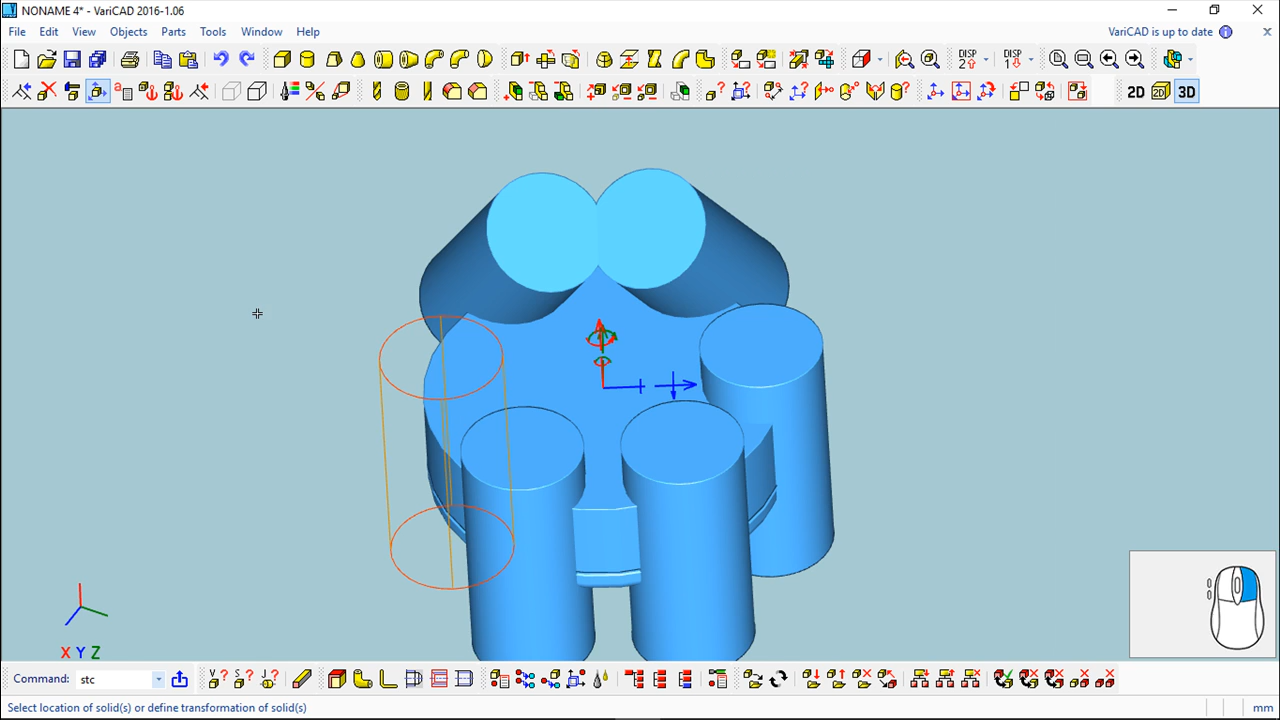 NONAME 4* - VariCAD 2016-1.06
File Edit View Objects Parts Tools Window Help
VariCAD is up to date
DISP 2 DISP 1
2D 2D 3D
X Y Z
Command: stc
Select location of solid(s) or define transformation of solid(s)
mm